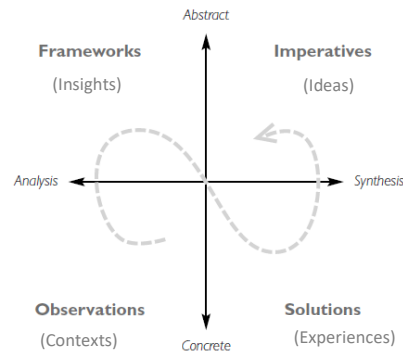 Abstract
Frameworks
(Insights)
Imperatives
(Ideas)
Analysis
Synthesis
Observations
(Contexts)
Solutions
(Experiences)
Concrete